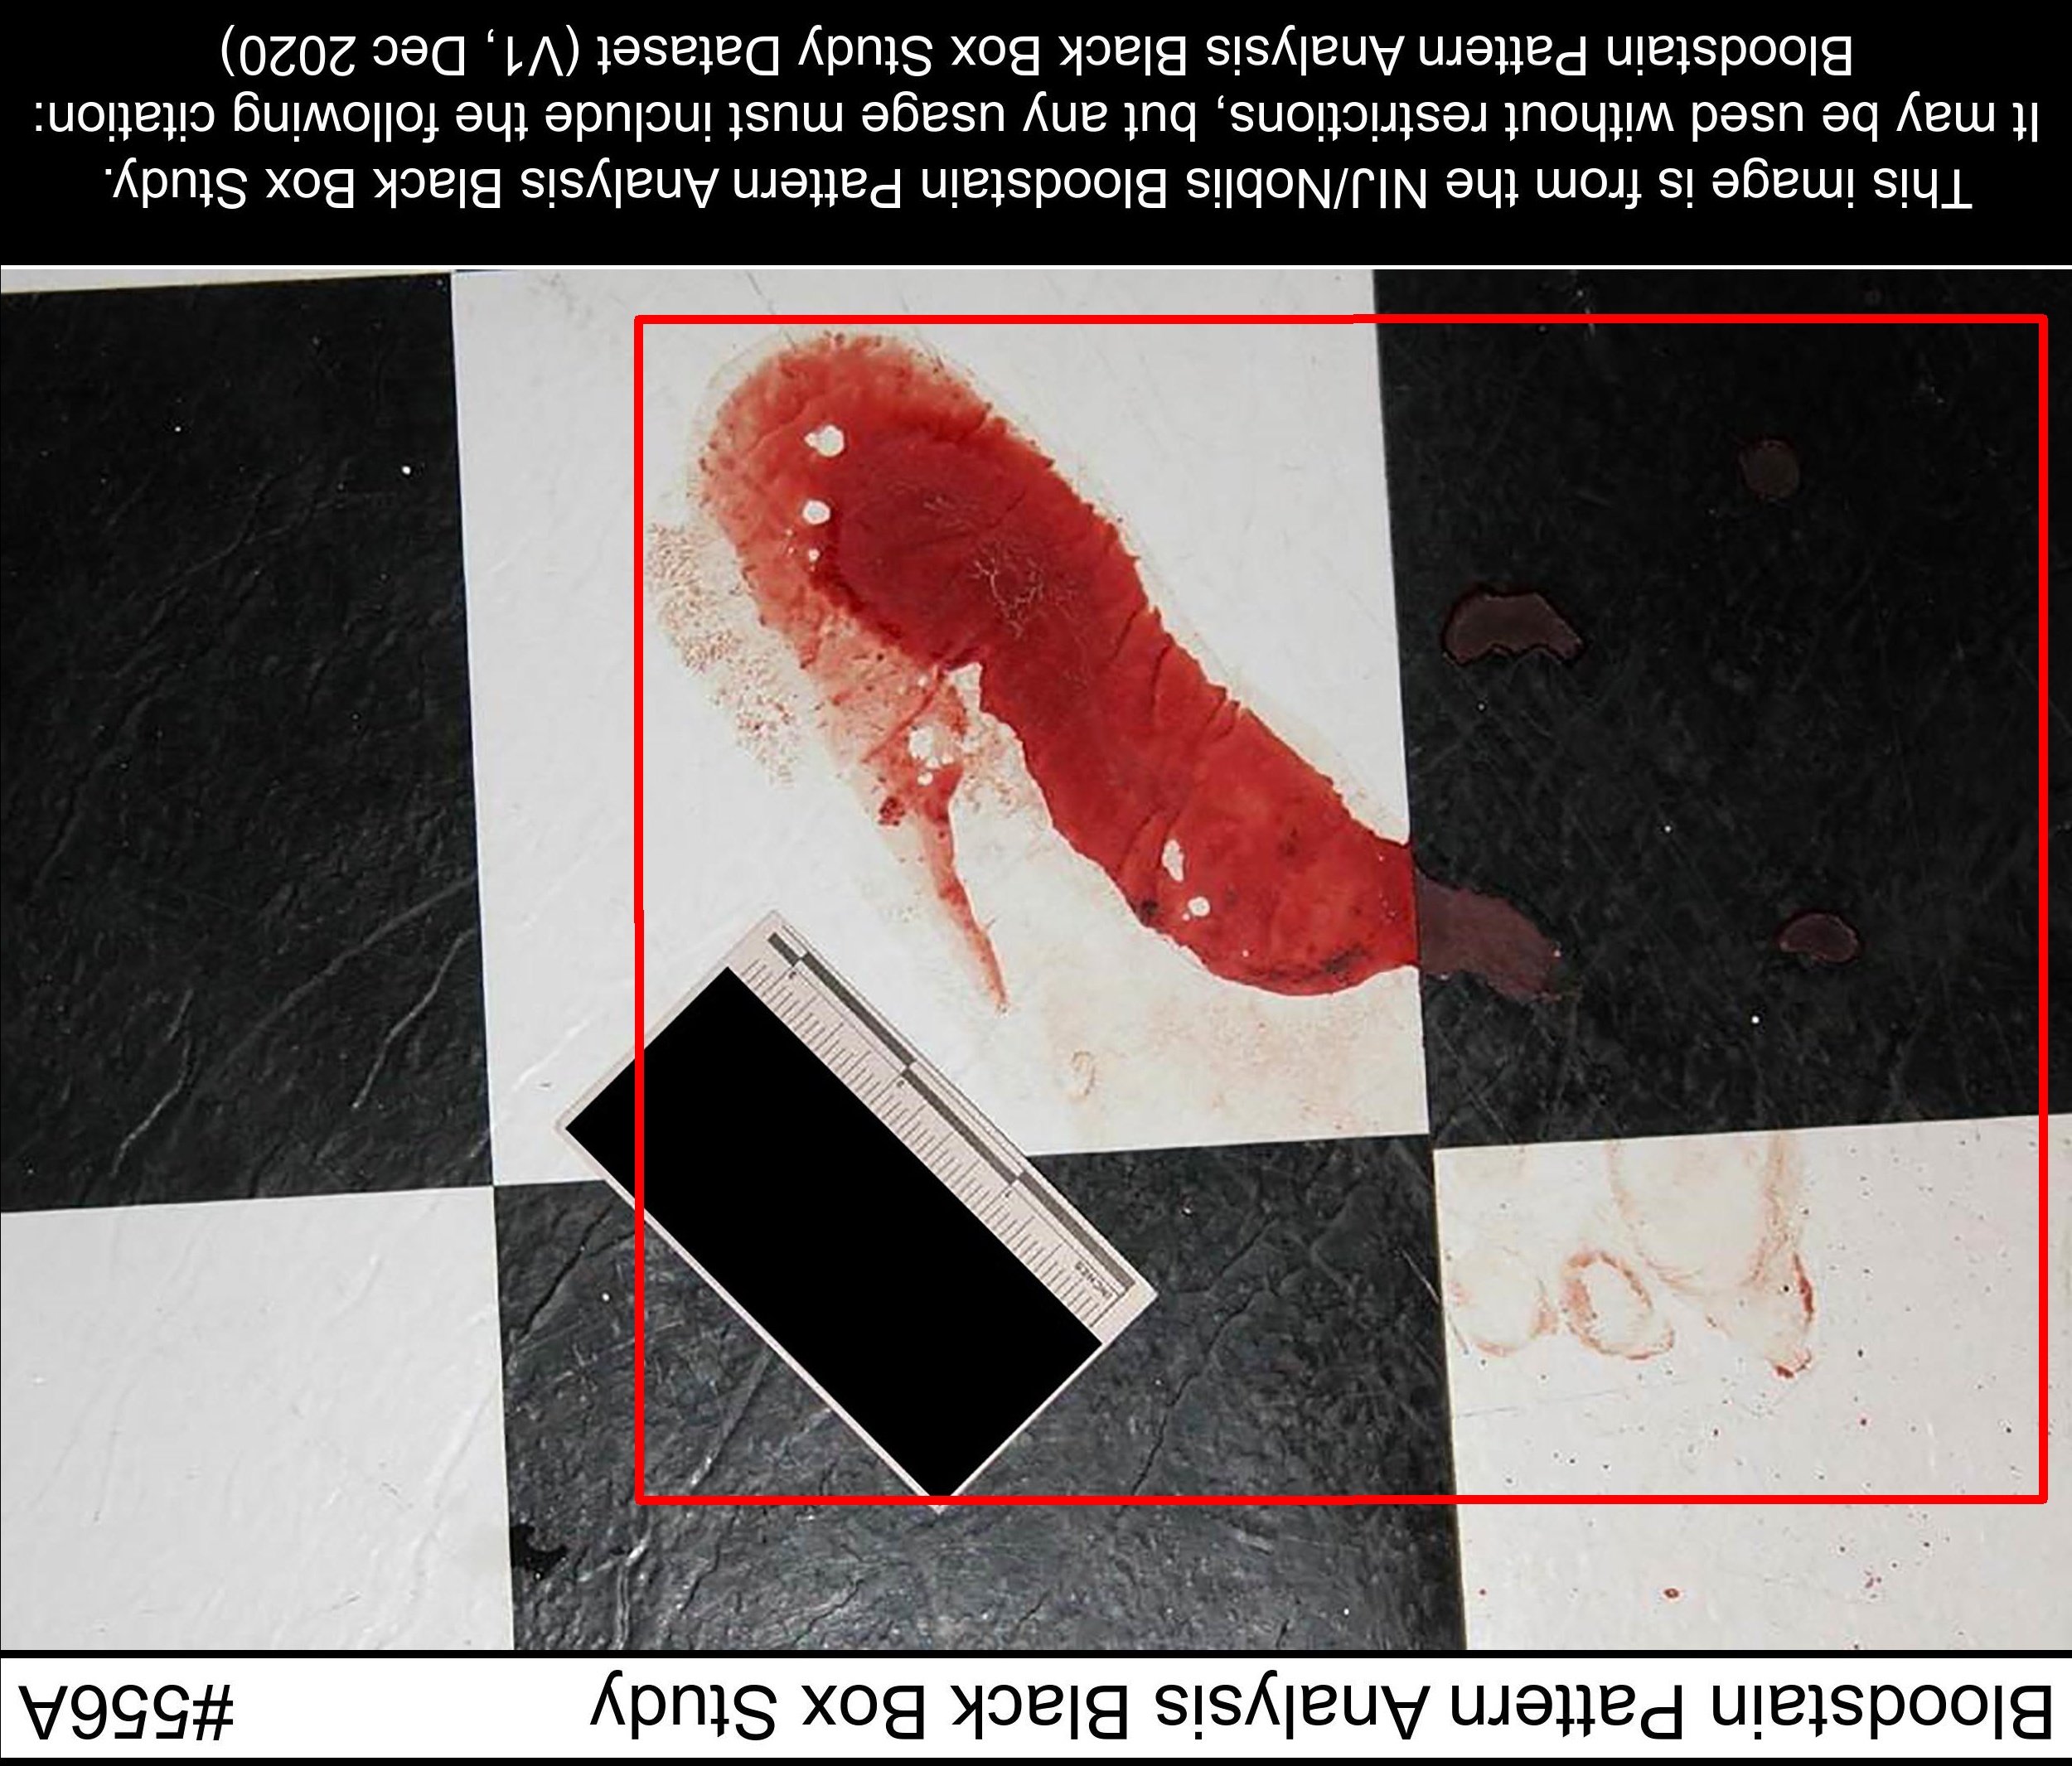 Bloodstain Pattern Analysis Black Box Study #556A
INCHES
This image is from the NIJ/Noblis Bloodstain Pattern Analysis Black Box Study.
It may be used without restrictions, but any usage must include the following citation:
Bloodstain Pattern Analysis Black Box Study Dataset (V1, Dec 2020)